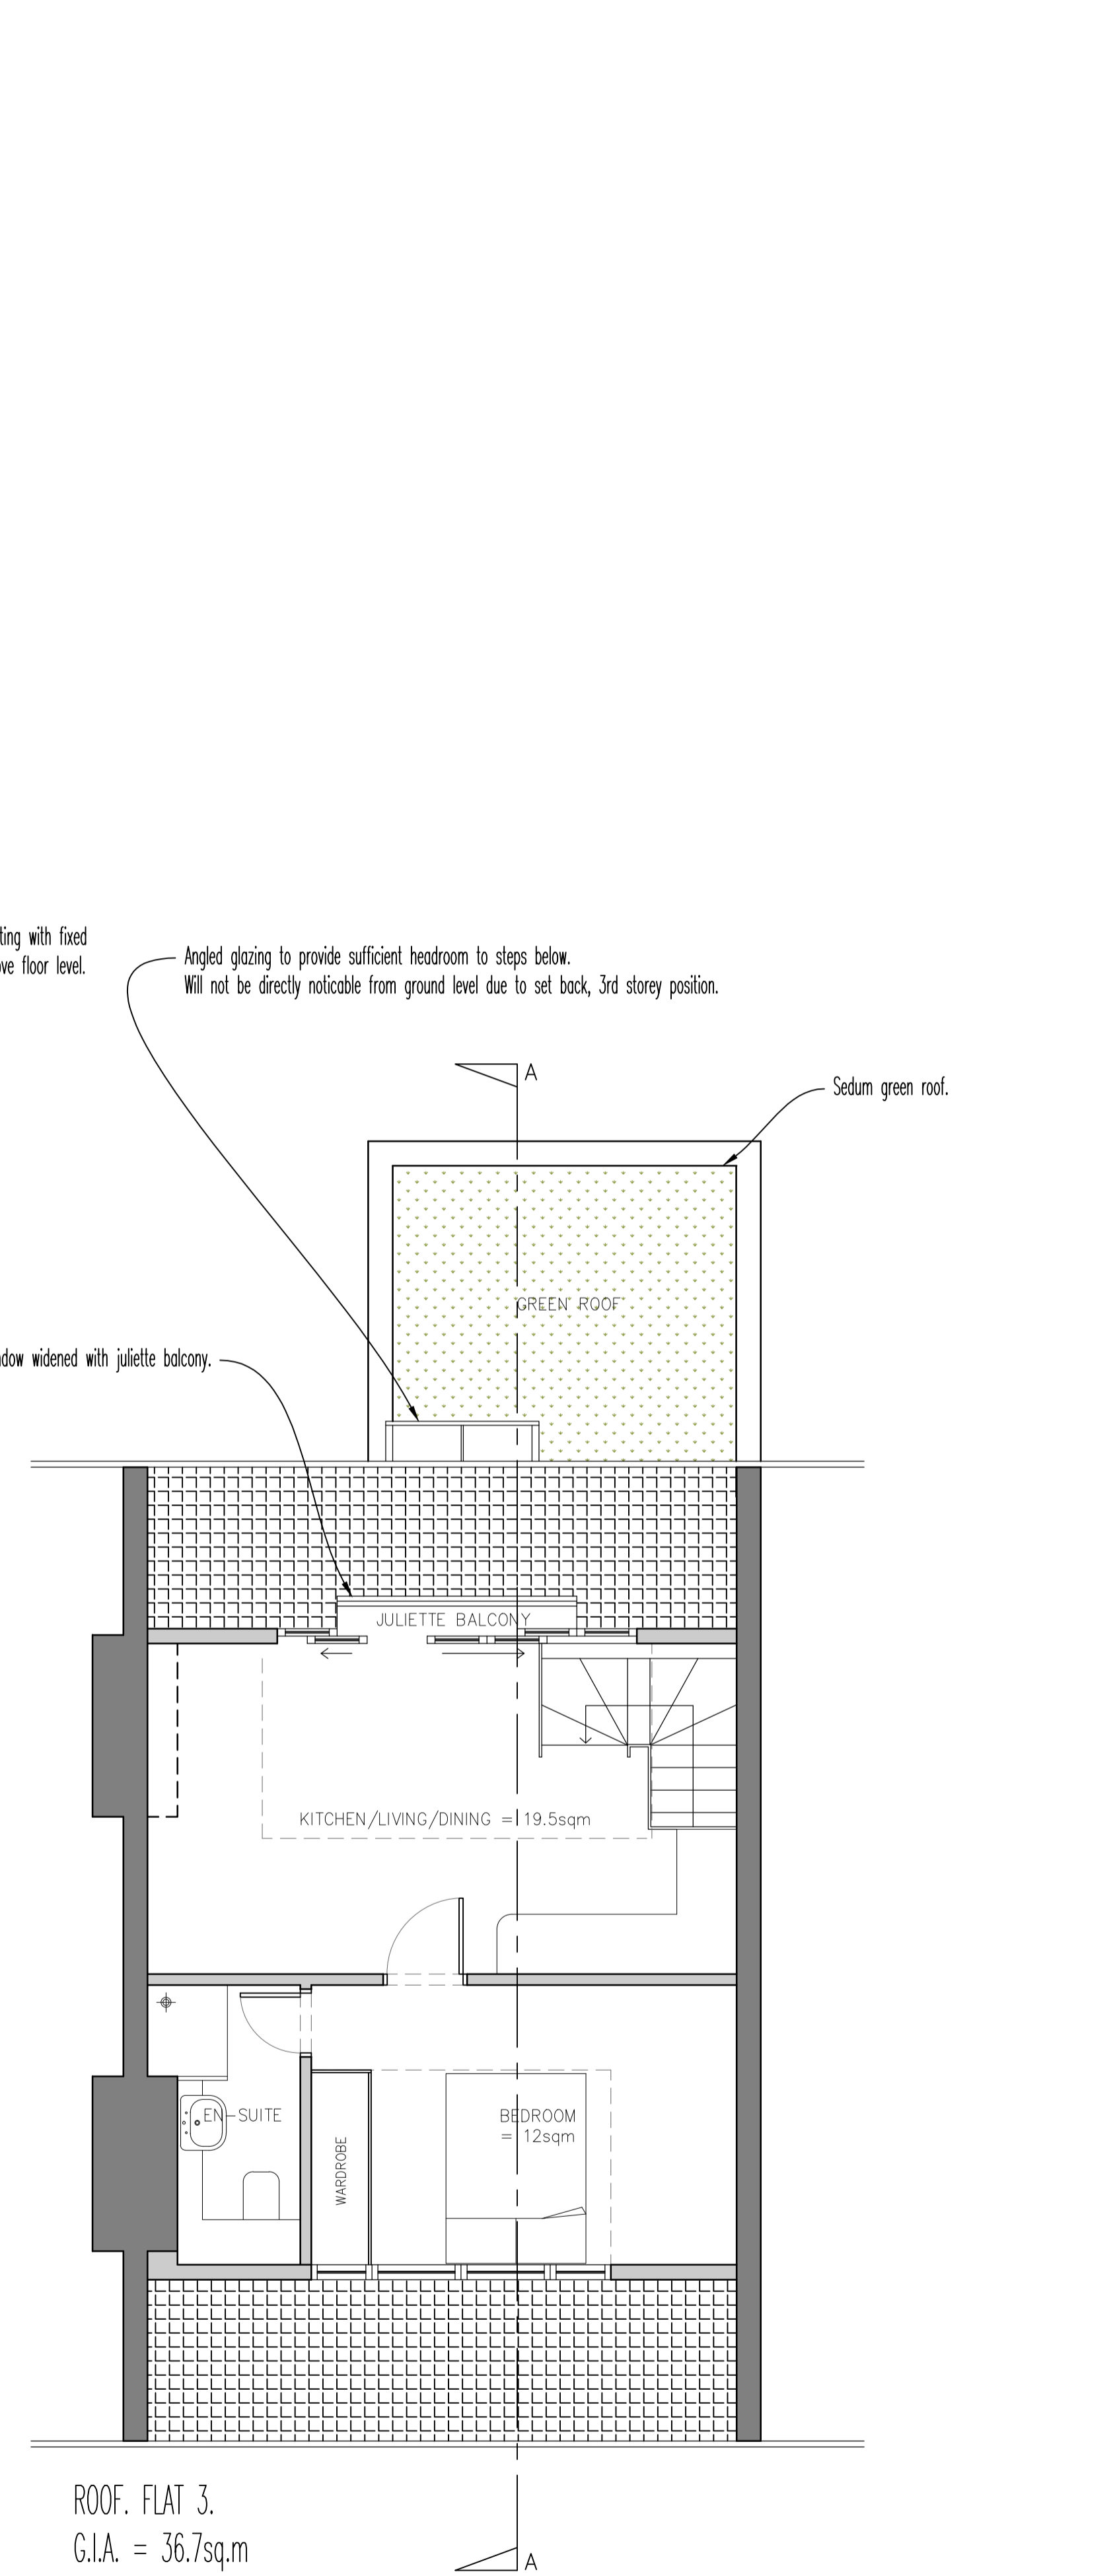 ting with fixed
ve floor level.
Angled glazing to provide sufficient headroom to steps below.
Will not be directly noticable from ground level due to set back, 3rd storey position.
A
Sedum green roof.
GREEN ROOF
dow widened with juliette balcony.
JULIETTE BALCONY
KITCHEN/LIVING/DINING = 19.5sqm
EN-SUITE
WARDROBE
BEDROOM
= 12sqm
ROOF. FLAT 3.
G.I.A. = 36.7sq.m
A